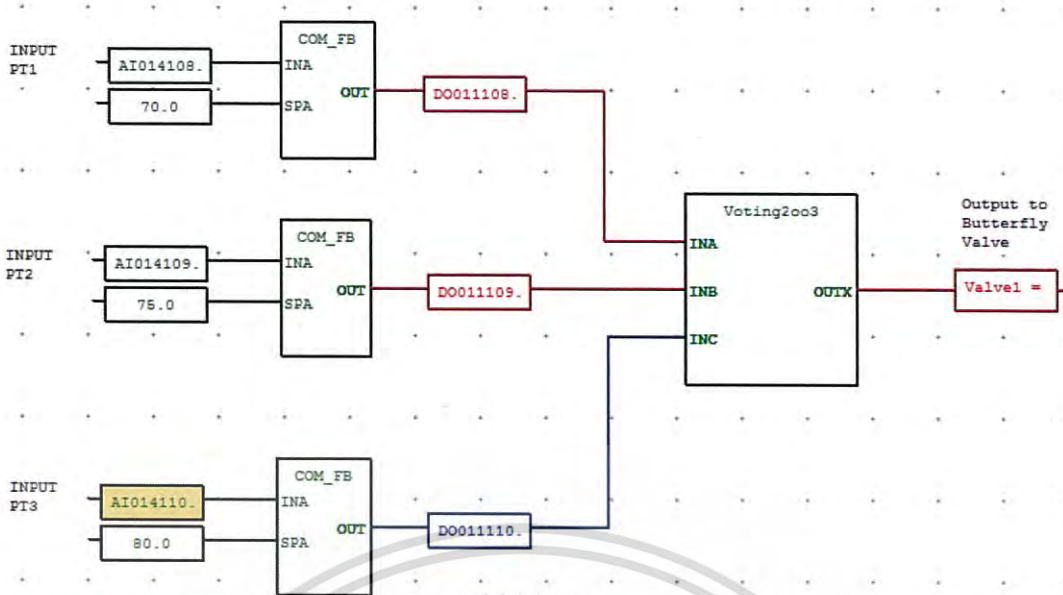 INPUT
PT1
AI014108.
70.0
COM_FB
INA
SPA
OUT
DO011108.
INPUT
PT2
AI014109.
75.0
COM_FB
INA
SPA
OUT
DO011109.
INPUT
PT3
AI014110.
80.0
COM_FB
INA
SPA
OUT
DO011110.
Voting2oo3
INA
INB
INC
OUTX
Output to
Butterfly
Valve
Valve1 =